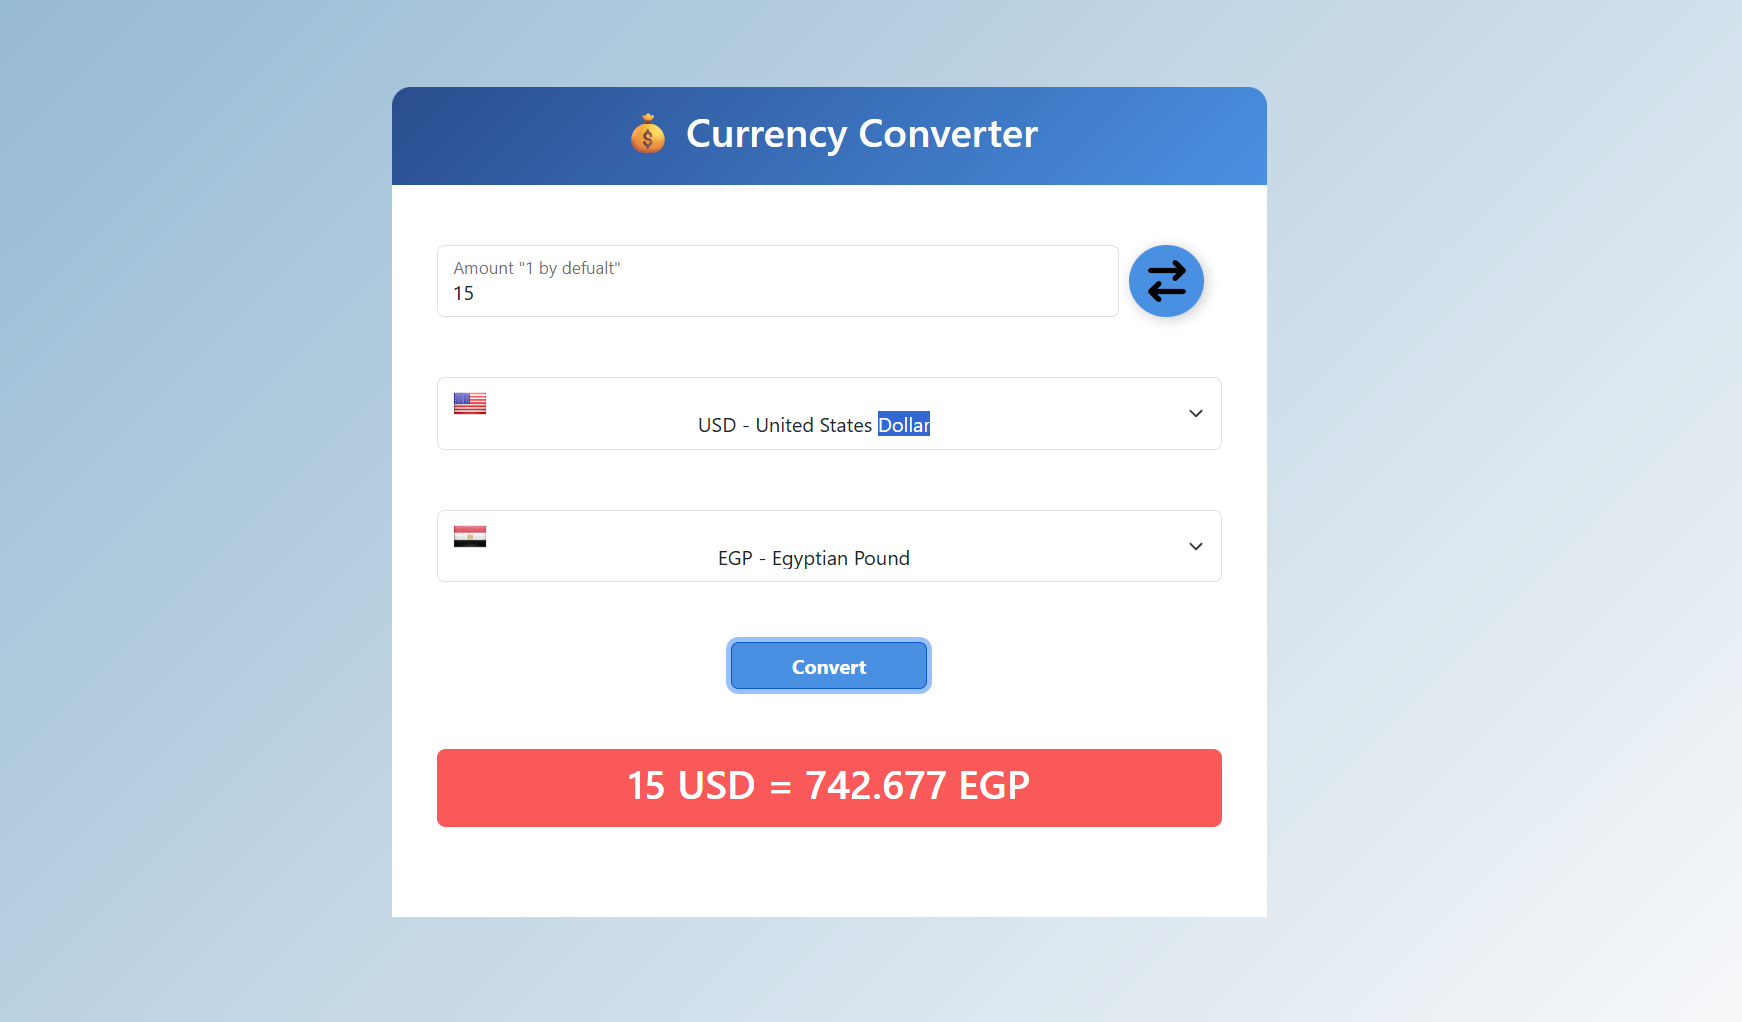 Currency Converter
Amount "1 by defualt"
15
USD - United States Dollar
EGP - Egyptian Pound
Convert
15 USD = 742.677 EGP